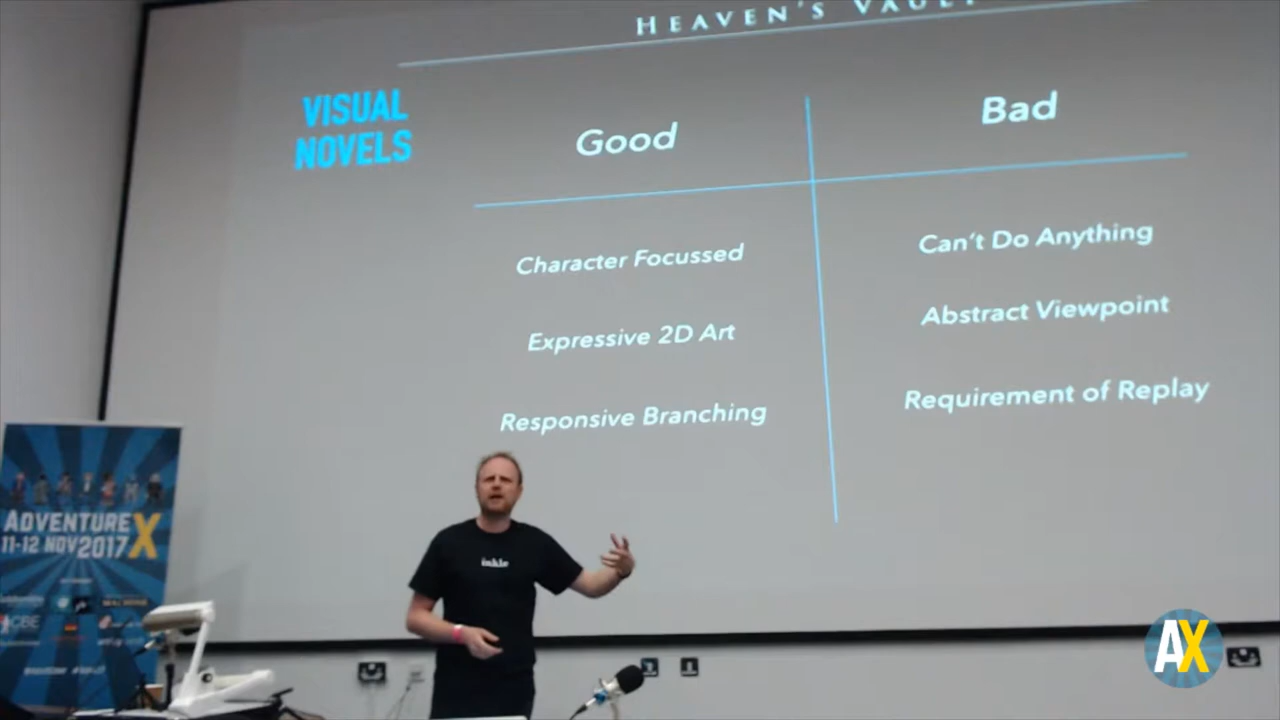 HEAVEN'S VAULT
VISUAL
NOVELS
Good
Bad
Character Focussed
Can't Do Anything
Expressive 2D Art
Abstract Viewpoint
Responsive Branching
Requirement of Replay
inkle
ADVENTURE X
11-12 NOV 2017
AX